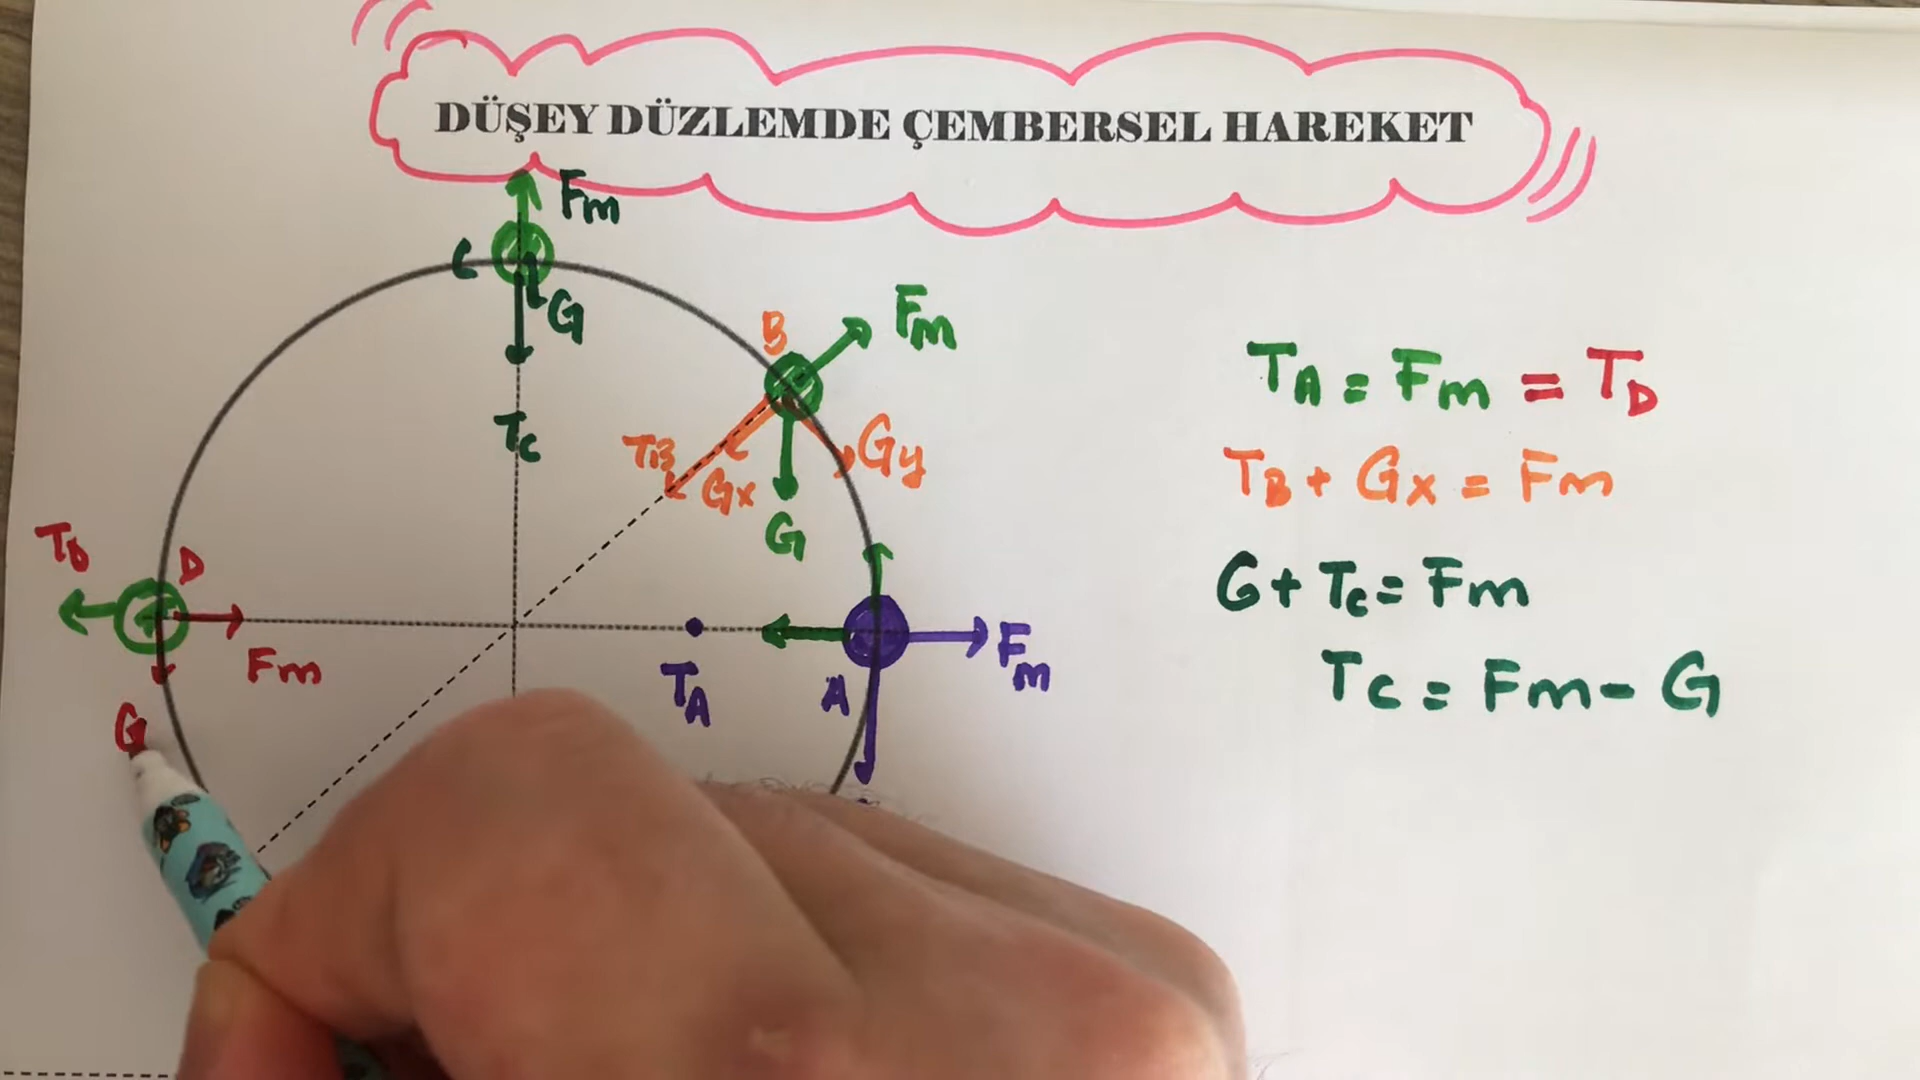 DÜŞEY DÜZLEMDE ÇEMBERSEL HAREKET
Fm
C
G
Tc
B
Fm
TB
Gx
Gy
G
TD
D
Fm
G
TA
A
Fm
TA = Fm = TD
TB + Gx = Fm
G + Tc = Fm
Tc = Fm - G